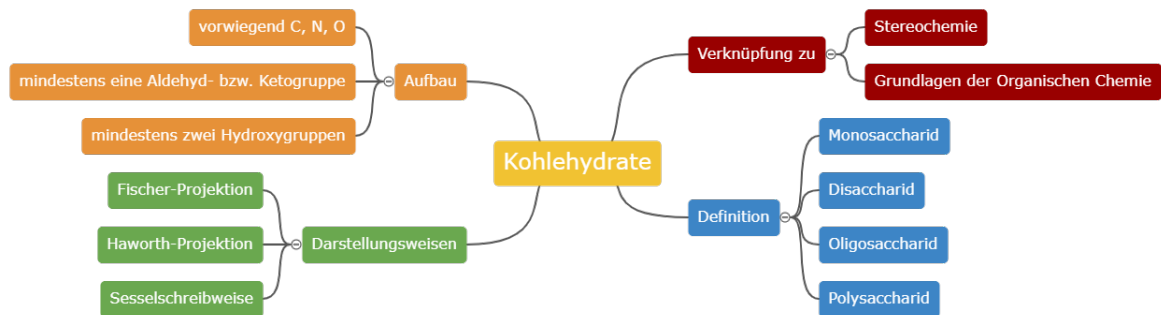 Kohlehydrate
Aufbau
vorwiegend C, N, O
mindestens eine Aldehyd- bzw. Ketogruppe
mindestens zwei Hydroxygruppen
Darstellungsweisen
Fischer-Projektion
Haworth-Projektion
Sesselschreibweise
Verknüpfung zu
Stereochemie
Grundlagen der Organischen Chemie
Definition
Monosaccharid
Disaccharid
Oligosaccharid
Polysaccharid